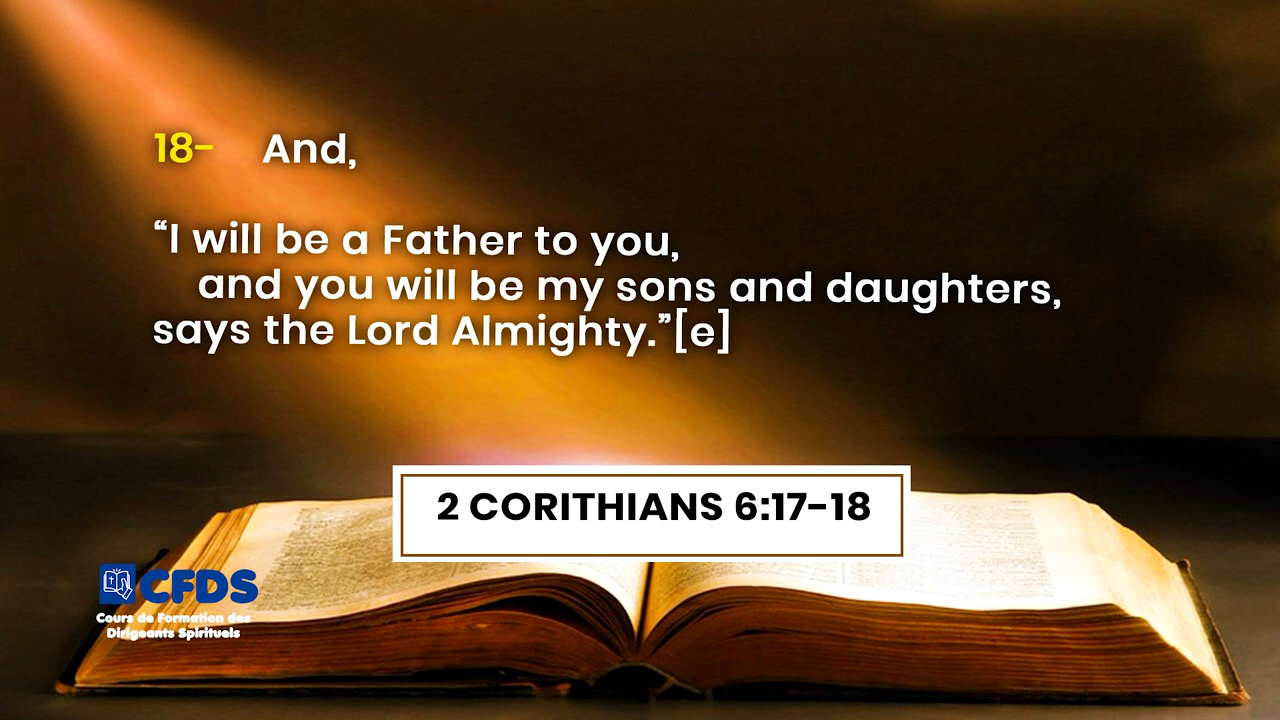 18- And,
“I will be a Father to you,
and you will be my sons and daughters,
says the Lord Almighty.”[e]
2 CORITHIANS 6:17-18
CFDS
Cours de Formation des
Dirigeants Spirituels